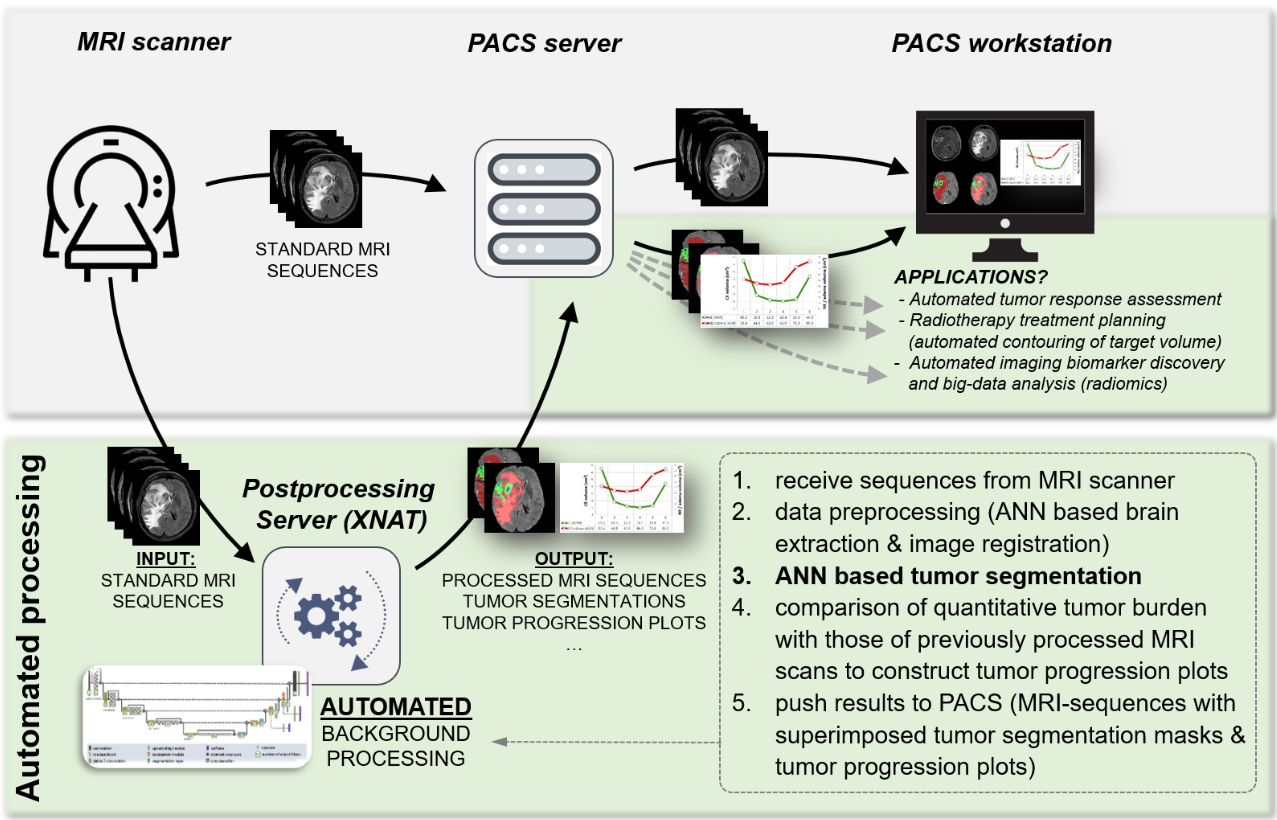 MRI scanner
PACS server
PACS workstation
STANDARD MRI
SEQUENCES
APPLICATIONS?
- Automated tumor response assessment
- Radiotherapy treatment planning
(automated contouring of target volume)
- Automated imaging biomarker discovery
and big-data analysis (radiomics)
Automated processing
Postprocessing
Server (XNAT)
INPUT:
STANDARD MRI
SEQUENCES
OUTPUT:
PROCESSED MRI SEQUENCES
TUMOR SEGMENTATIONS
TUMOR PROGRESSION PLOTS
...
AUTOMATED
BACKGROUND
PROCESSING
1. receive sequences from MRI scanner
2. data preprocessing (ANN based brain
extraction & image registration)
3. ANN based tumor segmentation
4. comparison of quantitative tumor burden
with those of previously processed MRI
scans to construct tumor progression plots
5. push results to PACS (MRI-sequences with
superimposed tumor segmentation masks &
tumor progression plots)